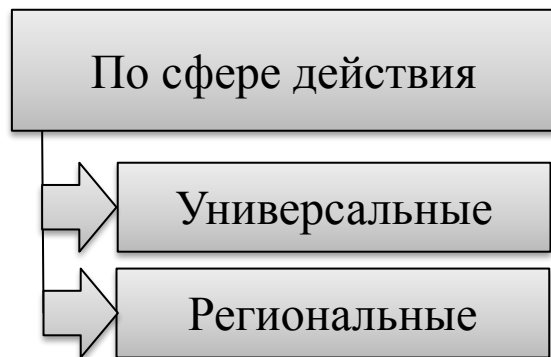 По сфере действия
Универсальные
Региональные